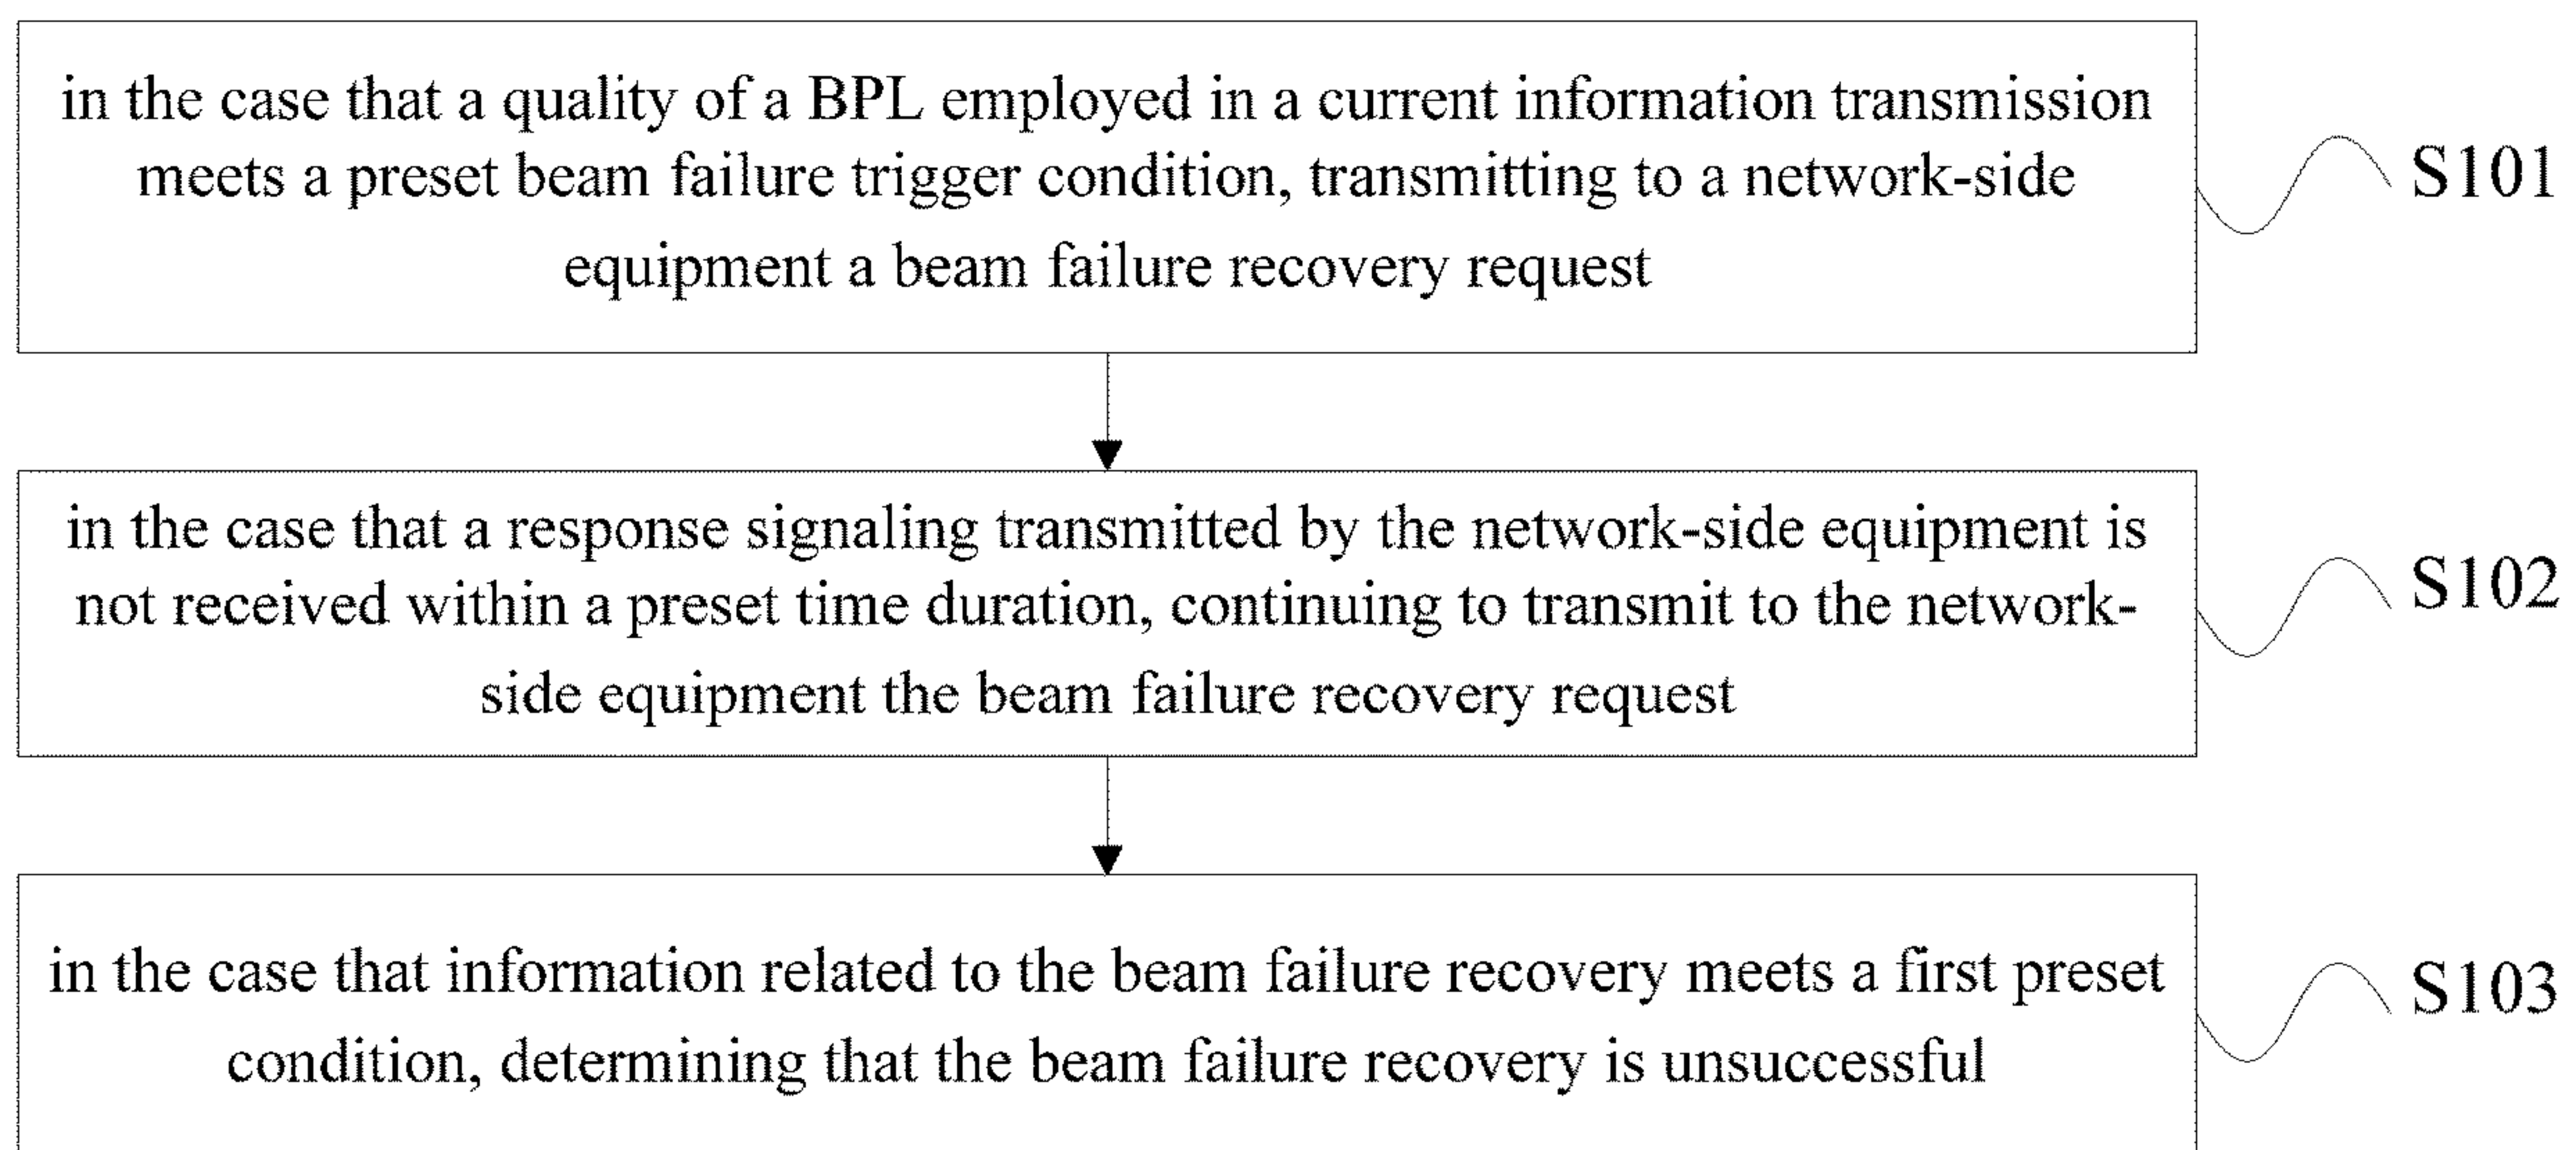 in the case that a quality of a BPL employed in a current information transmission
meets a preset beam failure trigger condition, transmitting to a network-side
equipment a beam failure recovery request
S101
in the case that a response signaling transmitted by the network-side equipment is
not received within a preset time duration, continuing to transmit to the network-
side equipment the beam failure recovery request
S102
in the case that information related to the beam failure recovery meets a first preset
condition, determining that the beam failure recovery is unsuccessful
S103